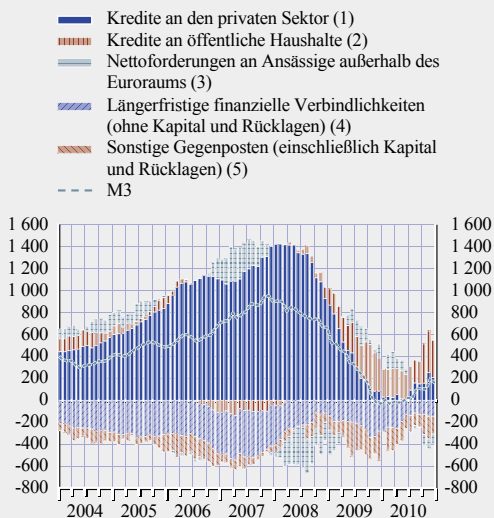 Kredite an den privaten Sektor (1)
Kredite an öffentliche Haushalte (2)
Nettoforderungen an Ansässige außerhalb des
Euroraums (3)
Längerfristige finanzielle Verbindlichkeiten
(ohne Kapital und Rücklagen) (4)
Sonstige Gegenposten (einschließlich Kapital
und Rücklagen) (5)
M3
1 600 1 600
1 400 1 400
1 200 1 200
1 000 1 000
800 800
600 600
400 400
200 200
0 0
-200 -200
-400 -400
-600 -600
-800 -800
2004 2005 2006 2007 2008 2009 2010